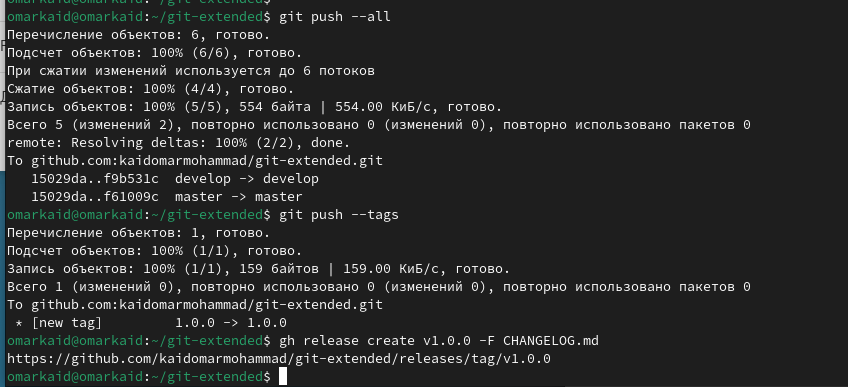 omarkaid@omarkaid:~/git-extended$ git push --all
Перечисление объектов: 6, готово.
Подсчет объектов: 100% (6/6), готово.
При сжатии изменений используется до 6 потоков
Сжатие объектов: 100% (4/4), готово.
Запись объектов: 100% (5/5), 554 байта | 554.00 КиБ/с, готово.
Всего 5 (изменений 2), повторно использовано 0 (изменений 0), повторно использовано пакетов 0
remote: Resolving deltas: 100% (2/2), done.
To github.com:kaidomarmohammad/git-extended.git
   15029da..f9b531c  develop -> develop
   15029da..f61009c  master -> master
omarkaid@omarkaid:~/git-extended$ git push --tags
Перечисление объектов: 1, готово.
Подсчет объектов: 100% (1/1), готово.
Запись объектов: 100% (1/1), 159 байтов | 159.00 КиБ/с, готово.
Всего 1 (изменений 0), повторно использовано 0 (изменений 0), повторно использовано пакетов 0
To github.com:kaidomarmohammad/git-extended.git
 * [new tag]         1.0.0 -> 1.0.0
omarkaid@omarkaid:~/git-extended$ gh release create v1.0.0 -F CHANGELOG.md
https://github.com/kaidomarmohammad/git-extended/releases/tag/v1.0.0
omarkaid@omarkaid:~/git-extended$